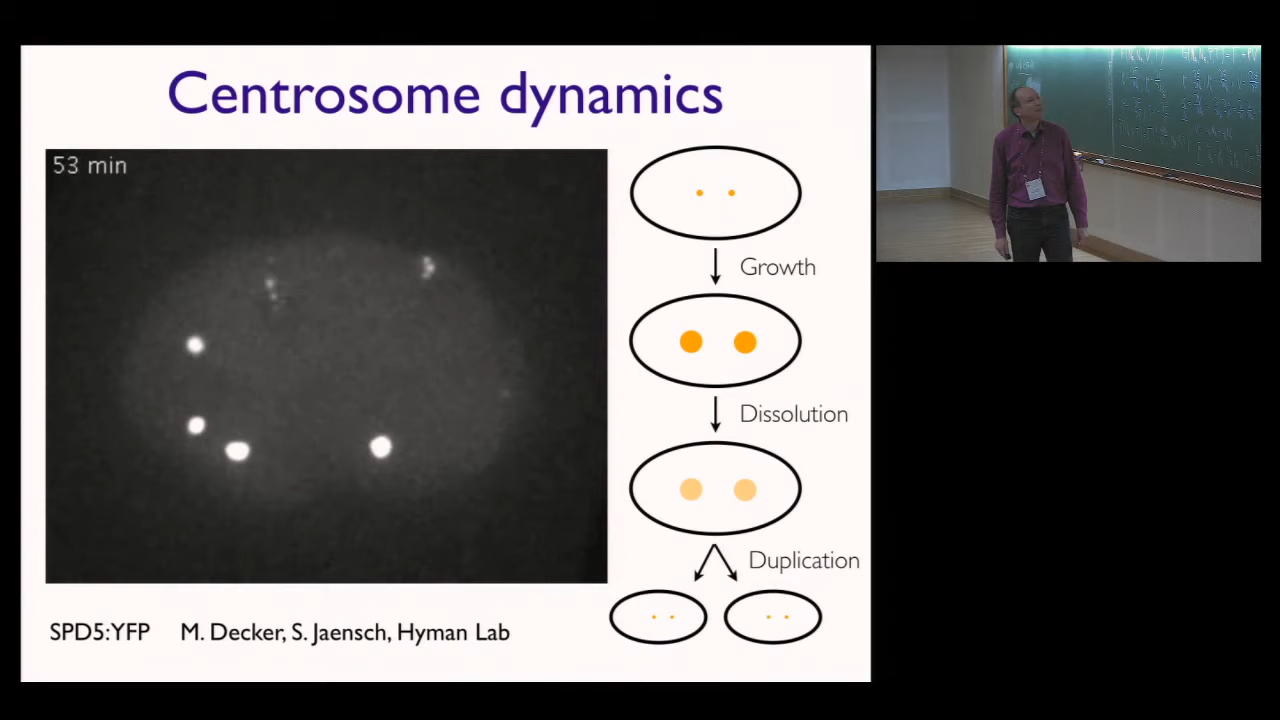 Centrosome dynamics
53 min
Growth
Dissolution
Duplication
SPD5:YFP M. Decker, S. Jaensch, Hyman Lab